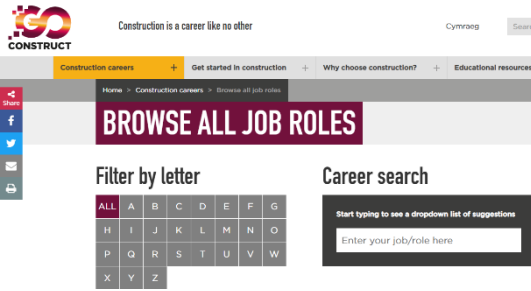 GO
CONSTRUCT
Construction is a career like no other
Cymraeg
Sear
Construction careers +
Get started in construction +
Why choose construction? +
Educational resources
Share
Home > Construction careers > Browse all job roles
BROWSE ALL JOB ROLES
Filter by letter
ALL A B C D E F G
H I J K L M N O
P Q R S T U V W
X Y Z
Career search
Start typing to see a dropdown list of suggestions
Enter your job/role here